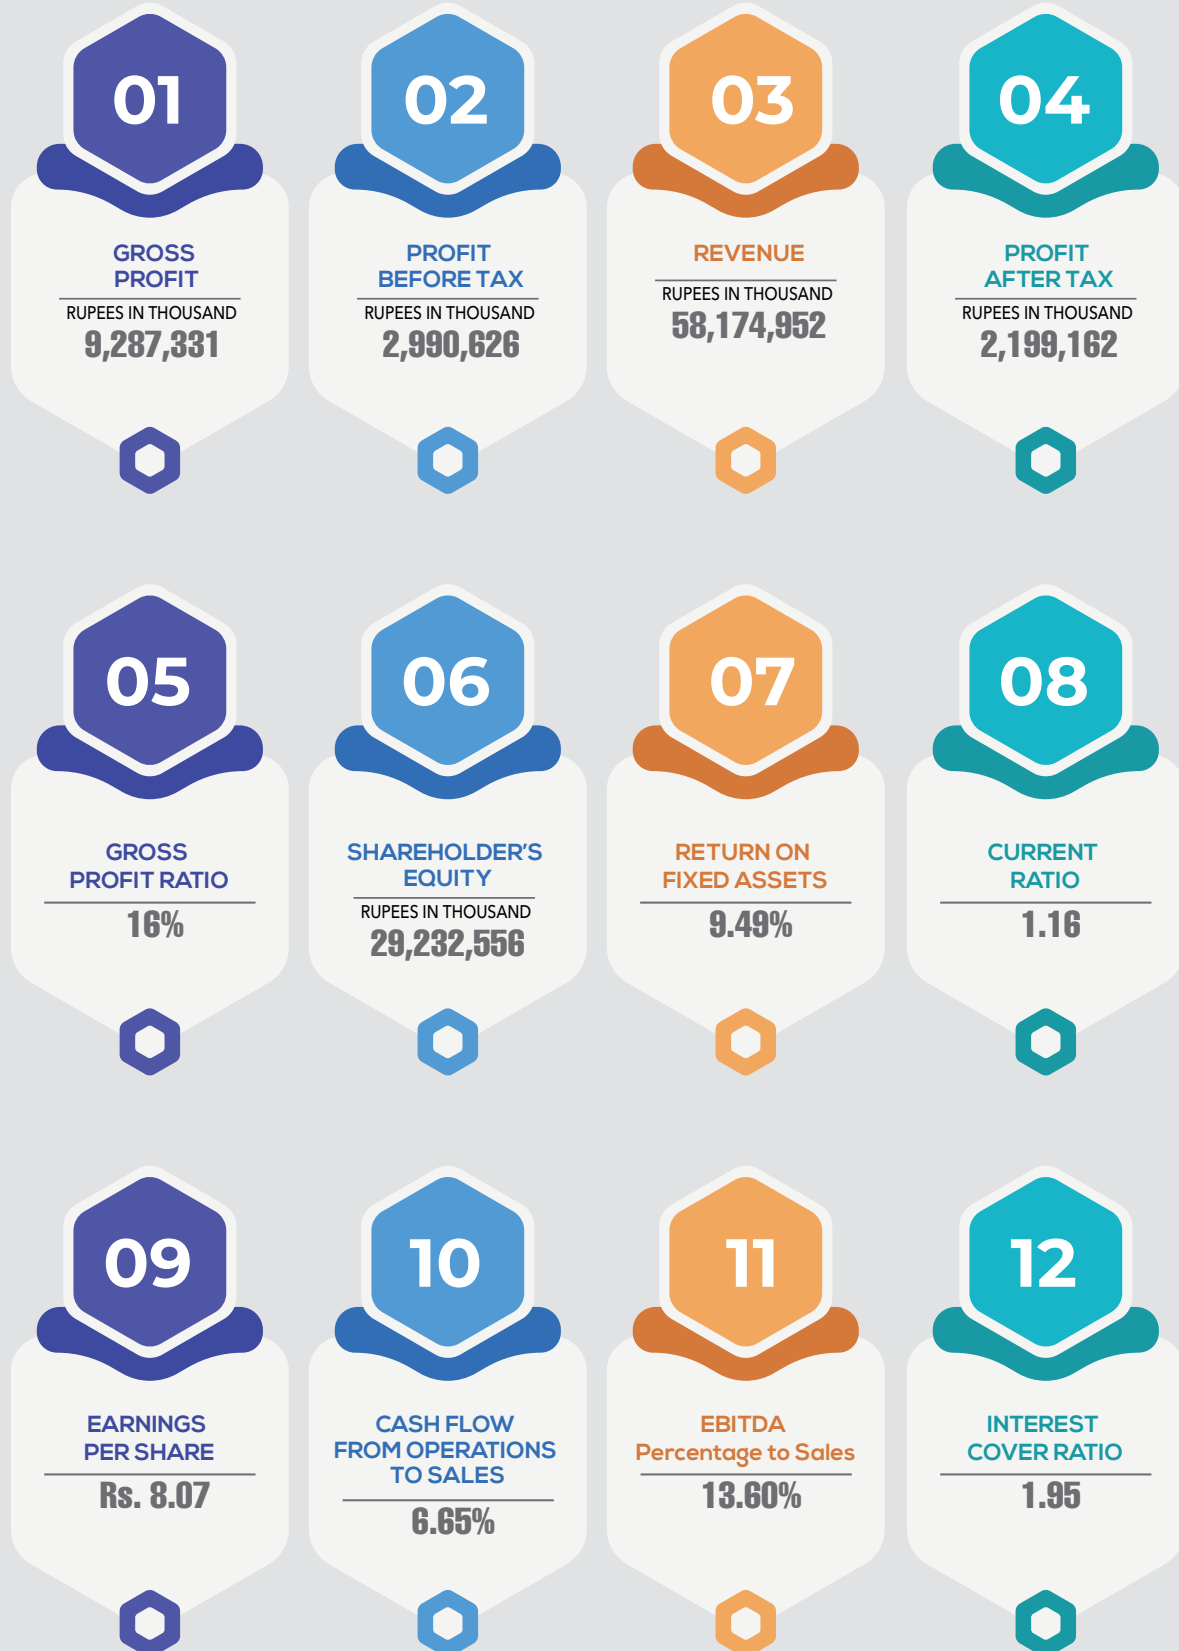 01
GROSS
PROFIT
RUPEES IN THOUSAND
9,287,331
02
PROFIT
BEFORE TAX
RUPEES IN THOUSAND
2,990,626
03
REVENUE
RUPEES IN THOUSAND
58,174,952
04
PROFIT
AFTER TAX
RUPEES IN THOUSAND
2,199,162
05
GROSS
PROFIT RATIO
16%
06
SHAREHOLDER’S
EQUITY
RUPEES IN THOUSAND
29,232,556
07
RETURN ON
FIXED ASSETS
9.49%
08
CURRENT
RATIO
1.16
09
EARNINGS
PER SHARE
Rs. 8.07
10
CASH FLOW
FROM OPERATIONS
TO SALES
6.65%
11
EBITDA
Percentage to Sales
13.60%
12
INTEREST
COVER RATIO
1.95